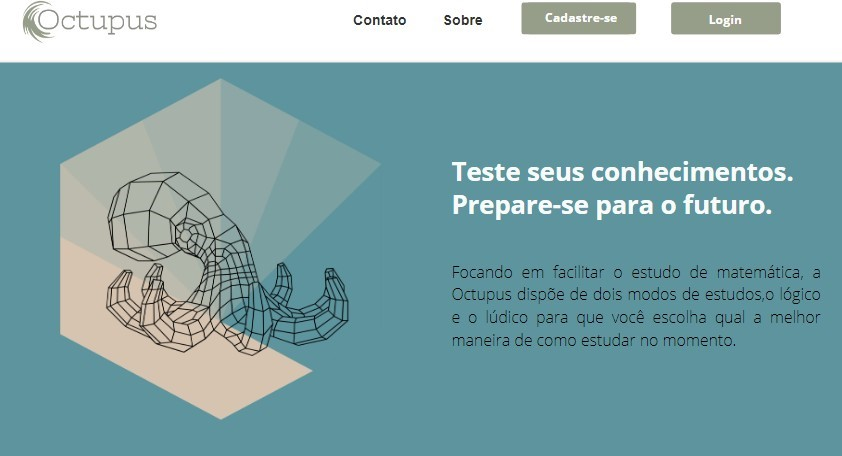 Octupus
Contato
Sobre
Cadastre-se
Login
Teste seus conhecimentos.
Prepare-se para o futuro.
Focando em facilitar o estudo de matemática, a
Octupus dispõe de dois modos de estudos,o lógico
e o lúdico para que você escolha qual a melhor
maneira de como estudar no momento.